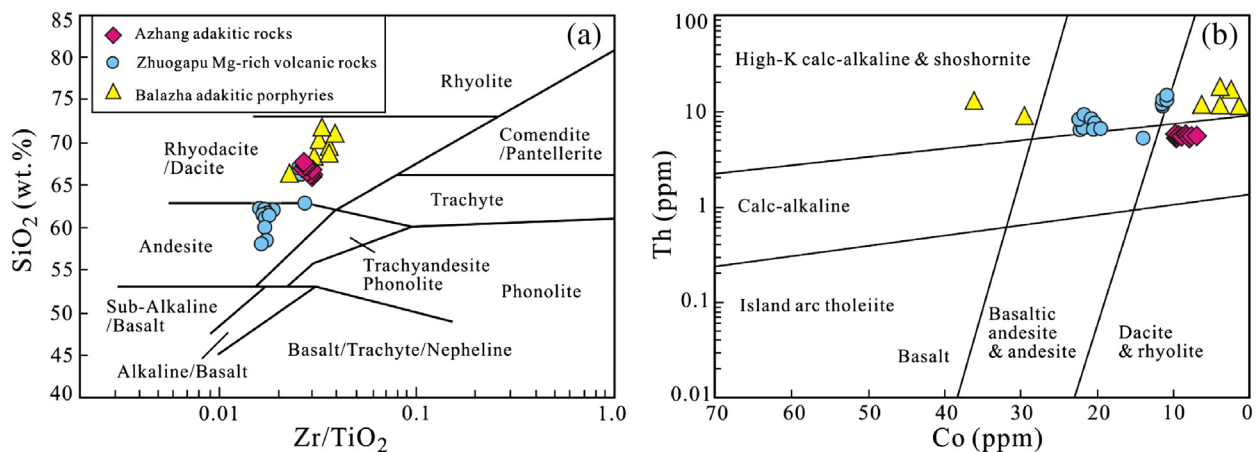 (a)
85
80
75
70
65
60
55
50
45
40
SiO2 (wt.%)
Azhang adakitic rocks
Zhuogapu Mg-rich volcanic rocks
Balazha adakitic porphyries
Rhyolite
Comendite
/Pantellerite
Rhyodacite
/Dacite
Trachyte
Andesite
Trachyandesite
Phonolite
Phonolite
Sub-Alkaline
/Basalt
Basalt/Trachyte/Nepheline
Alkaline/Basalt
0.01
0.1
1.0
Zr/TiO2
(b)
100
10
1
0.1
0.01
Th (ppm)
High-K calc-alkaline & shoshornite
Calc-alkaline
Island arc tholeiite
Basalt
Basaltic
andesite
& andesite
Dacite
& rhyolite
70
60
50
40
30
20
10
0
Co (ppm)